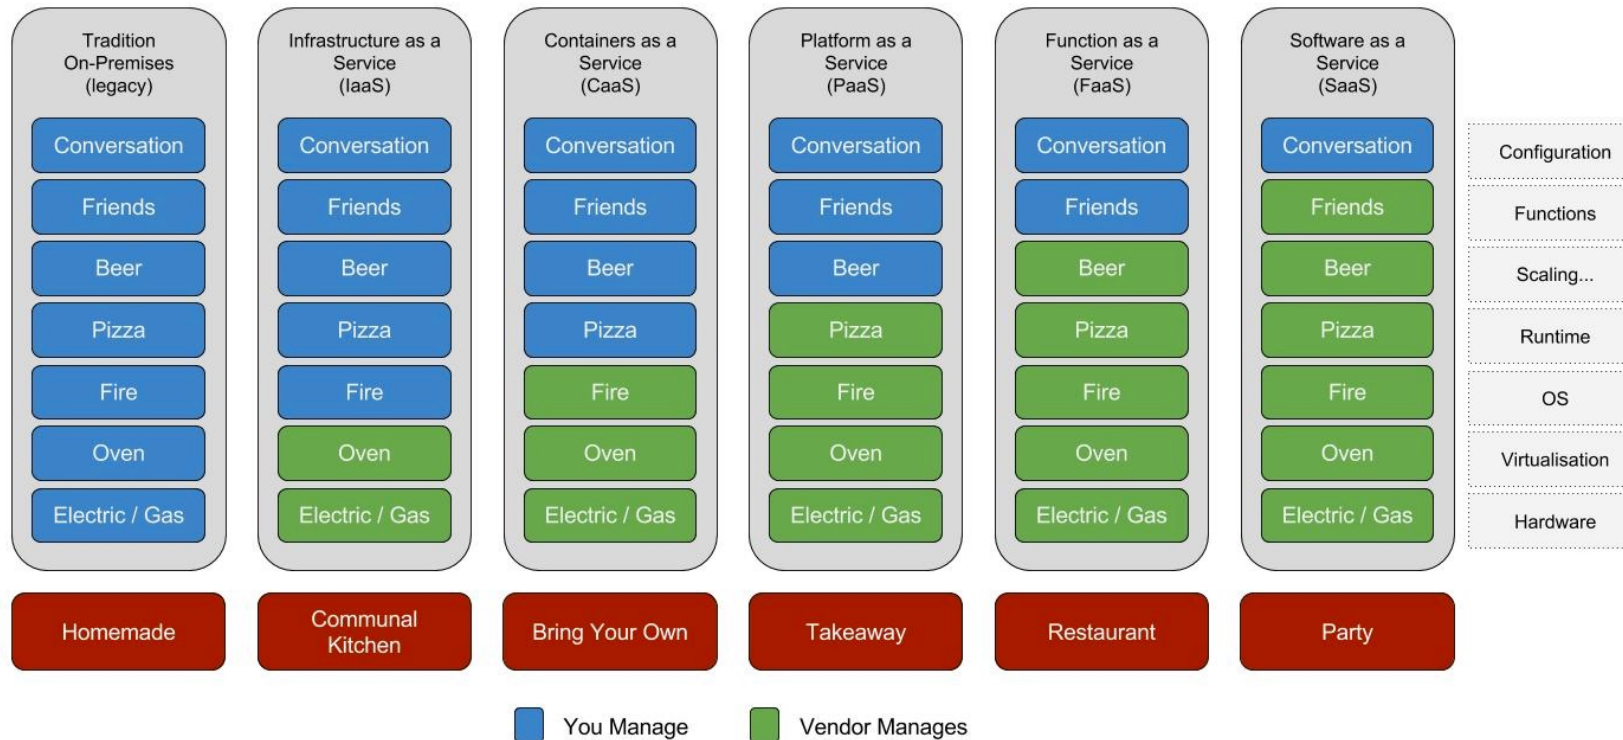 Tradition
On-Premises
(legacy)
Conversation
Friends
Beer
Pizza
Fire
Oven
Electric / Gas
Homemade
Infrastructure as a
Service
(IaaS)
Conversation
Friends
Beer
Pizza
Fire
Oven
Electric / Gas
Communal
Kitchen
Containers as a
Service
(CaaS)
Conversation
Friends
Beer
Pizza
Fire
Oven
Electric / Gas
Bring Your Own
Platform as a
Service
(PaaS)
Conversation
Friends
Beer
Pizza
Fire
Oven
Electric / Gas
Takeaway
Function as a
Service
(FaaS)
Conversation
Friends
Beer
Pizza
Fire
Oven
Electric / Gas
Restaurant
Software as a
Service
(SaaS)
Conversation
Friends
Beer
Pizza
Fire
Oven
Electric / Gas
Party
Configuration
Functions
Scaling...
Runtime
OS
Virtualisation
Hardware
You Manage
Vendor Manages